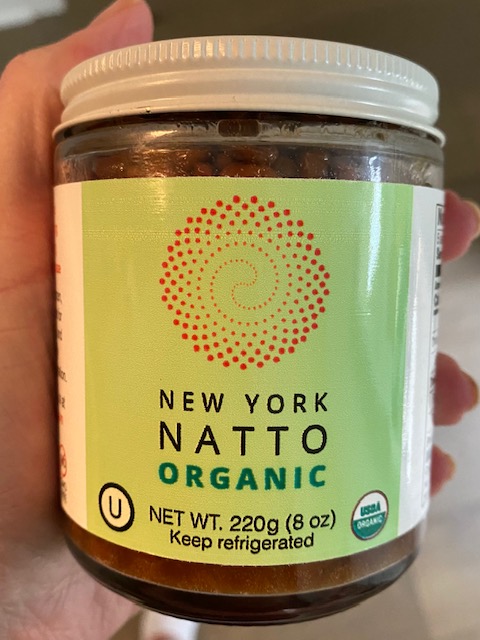 NEW YORK
NATTO
ORGANIC
U
NET WT. 220g (8 oz)
Keep refrigerated
USDA
ORGANIC